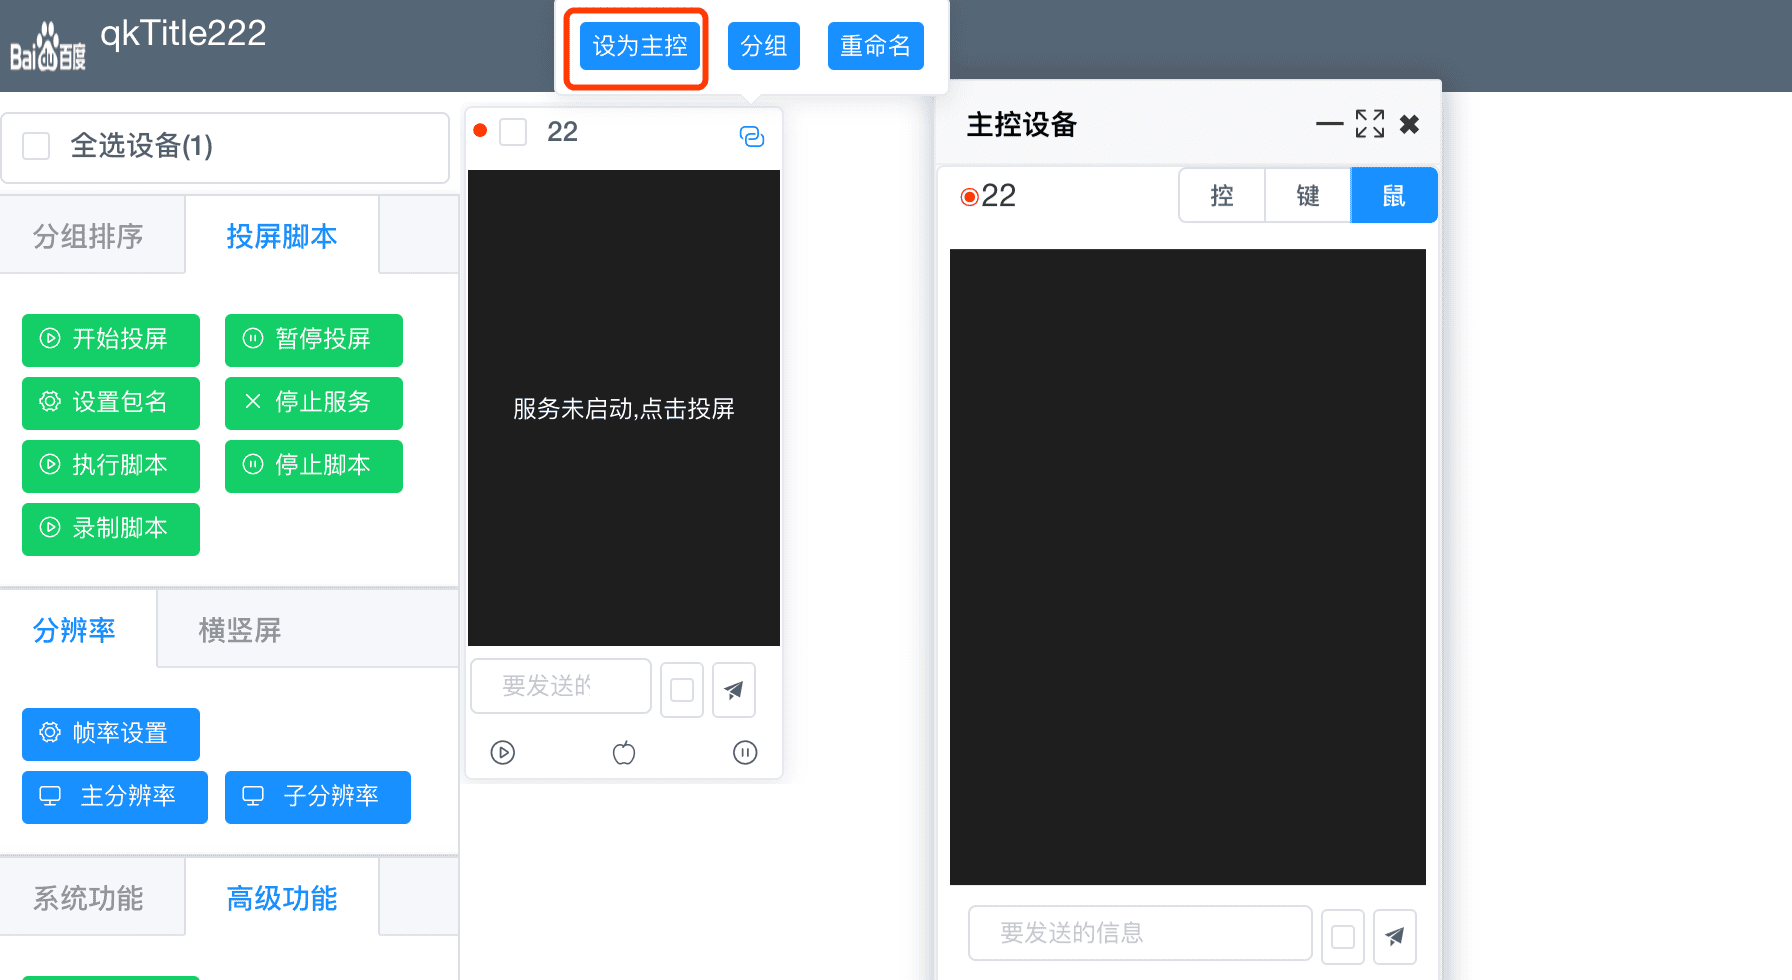 Bai百度
qkTitle222
设为主控
分组
重命名
全选设备(1)
分组排序
投屏脚本
开始投屏
暂停投屏
设置包名
停止服务
执行脚本
停止脚本
录制脚本
分辨率
横竖屏
帧率设置
主分辨率
子分辨率
系统功能
高级功能
22
服务未启动,点击投屏
要发送的
主控设备
22
控
键
鼠
要发送的信息